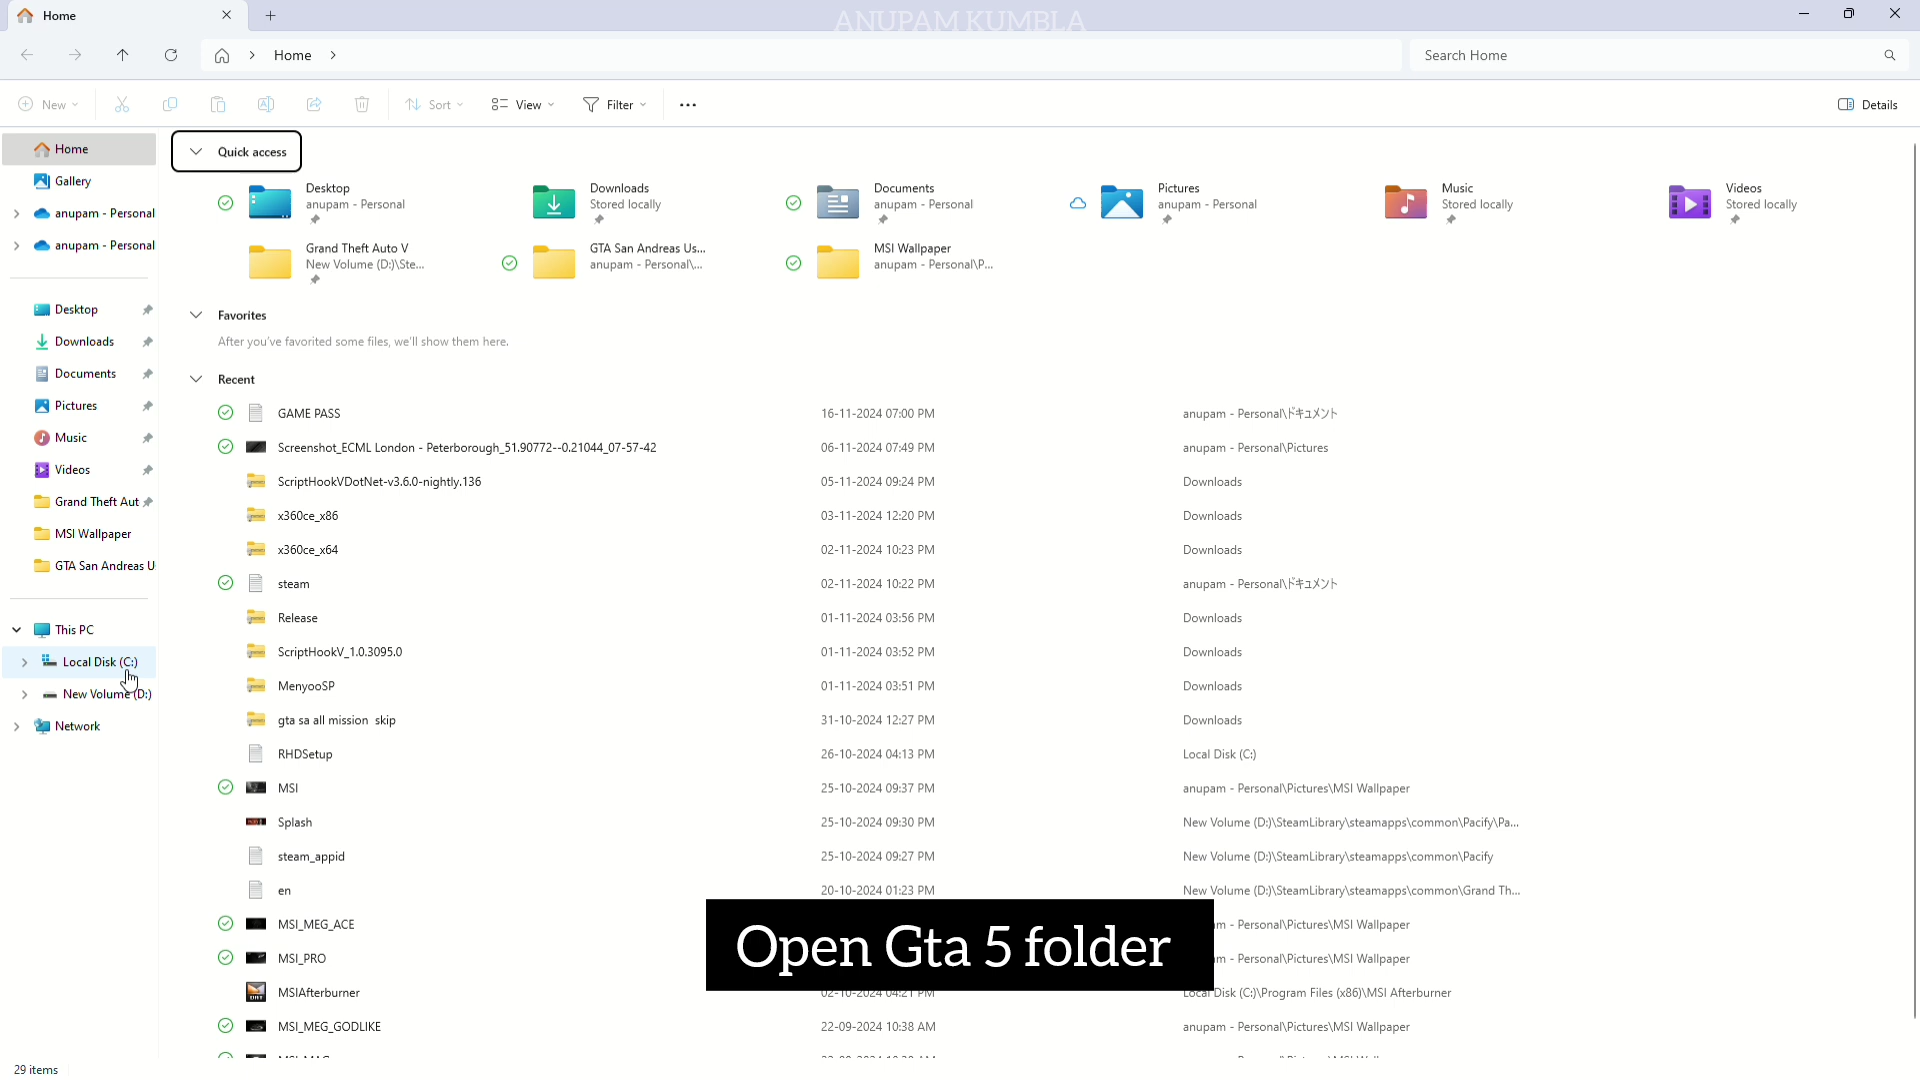 Home
ANUPAM KUMBLA
Home
Search Home
New
Sort
View
Filter
Details
Home
Gallery
anupam - Personal
anupam - Personal
Desktop
Downloads
Documents
Pictures
Music
Videos
Grand Theft Aut
MSI Wallpaper
GTA San Andreas U
This PC
Local Disk (C:)
New Volume (D:)
Network
Quick access
Desktop
anupam - Personal
Downloads
Stored locally
Documents
anupam - Personal
Pictures
anupam - Personal
Music
Stored locally
Videos
Stored locally
Grand Theft Auto V
New Volume (D:)\Ste...
GTA San Andreas Us...
anupam - Personal\...
MSI Wallpaper
anupam - Personal\P...
Favorites
After you've favorited some files, we'll show them here.
Recent
GAME PASS 16-11-2024 07:00 PM anupam - Personal\ドキュメント
Screenshot_ECML London - Peterborough_51.90772--0.21044_07-57-42 06-11-2024 07:49 PM anupam - Personal\Pictures
ScriptHookVDotNet-v3.6.0-nightly.136 05-11-2024 09:24 PM Downloads
x360ce_x86 03-11-2024 12:20 PM Downloads
x360ce_x64 02-11-2024 10:23 PM Downloads
steam 02-11-2024 10:22 PM anupam - Personal\ドキュメント
Release 01-11-2024 03:56 PM Downloads
ScriptHookV_1.0.3095.0 01-11-2024 03:52 PM Downloads
MenyooSP 01-11-2024 03:51 PM Downloads
gta sa all mission skip 31-10-2024 12:27 PM Downloads
RHDSetup 26-10-2024 04:13 PM Local Disk (C:)
MSI 25-10-2024 09:37 PM anupam - Personal\Pictures\MSI Wallpaper
Splash 25-10-2024 09:30 PM New Volume (D:)\SteamLibrary\steamapps\common\Pacify\Pa...
steam_appid 25-10-2024 09:27 PM New Volume (D:)\SteamLibrary\steamapps\common\Pacify
en 20-10-2024 01:23 PM New Volume (D:)\SteamLibrary\steamapps\common\Grand Th...
MSI_MEG_ACE m - Personal\Pictures\MSI Wallpaper
Open Gta 5 folder
MSI_PRO m - Personal\Pictures\MSI Wallpaper
MSIAfterburner 02-10-2024 04:21 PM Local Disk (C:)\Program Files (x86)\MSI Afterburner
MSI_MEG_GODLIKE 22-09-2024 10:38 AM anupam - Personal\Pictures\MSI Wallpaper
29 items